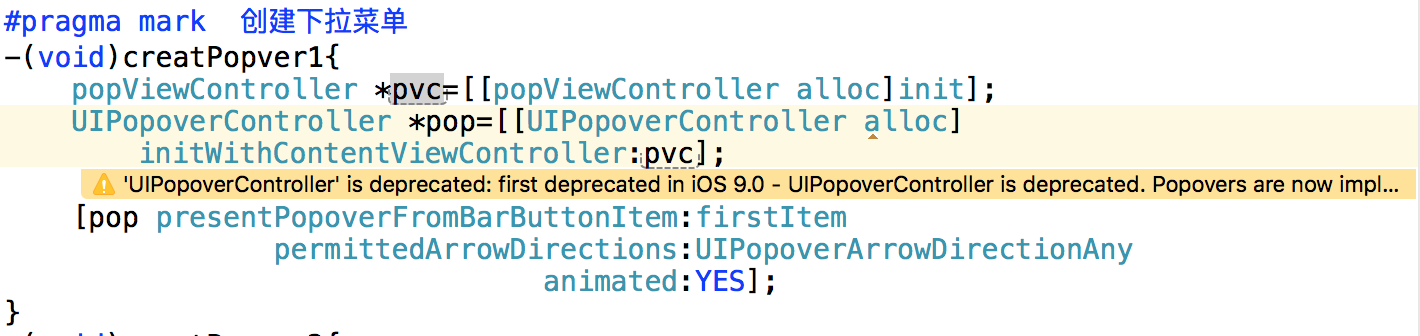 #pragma mark  创建下拉菜单
-(void)creatPopver1{
    popViewController *pvc=[[popViewController alloc]init];
    UIPopoverController *pop=[[UIPopoverController alloc]
        initWithContentViewController:pvc];
'UIPopoverController' is deprecated: first deprecated in iOS 9.0 - UIPopoverController is deprecated. Popovers are now impl...
    [pop presentPopoverFromBarButtonItem:firstItem
                permittedArrowDirections:UIPopoverArrowDirectionAny
                                animated:YES];
}